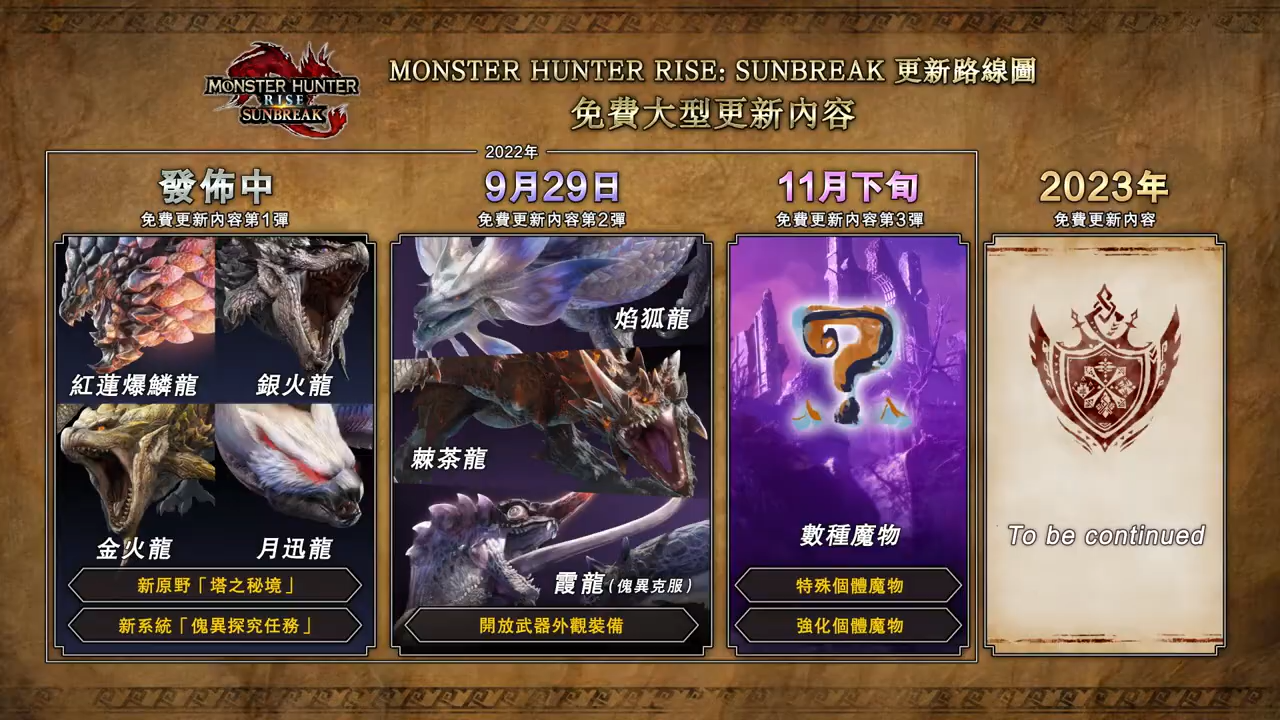 MONSTER HUNTER
RISE
SUNBREAK
MONSTER HUNTER RISE: SUNBREAK 更新路線圖
免費大型更新內容
2022年
發佈中
免費更新內容第1彈
紅蓮爆鱗龍
銀火龍
金火龍
月迅龍
新原野「塔之秘境」
新系統「傀異探究任務」
9月29日
免費更新內容第2彈
焰狐龍
棘茶龍
霞龍(傀異克服)
開放武器外觀裝備
11月下旬
免費更新內容第3彈
?
數種魔物
特殊個體魔物
強化個體魔物
2023年
免費更新內容
To be continued